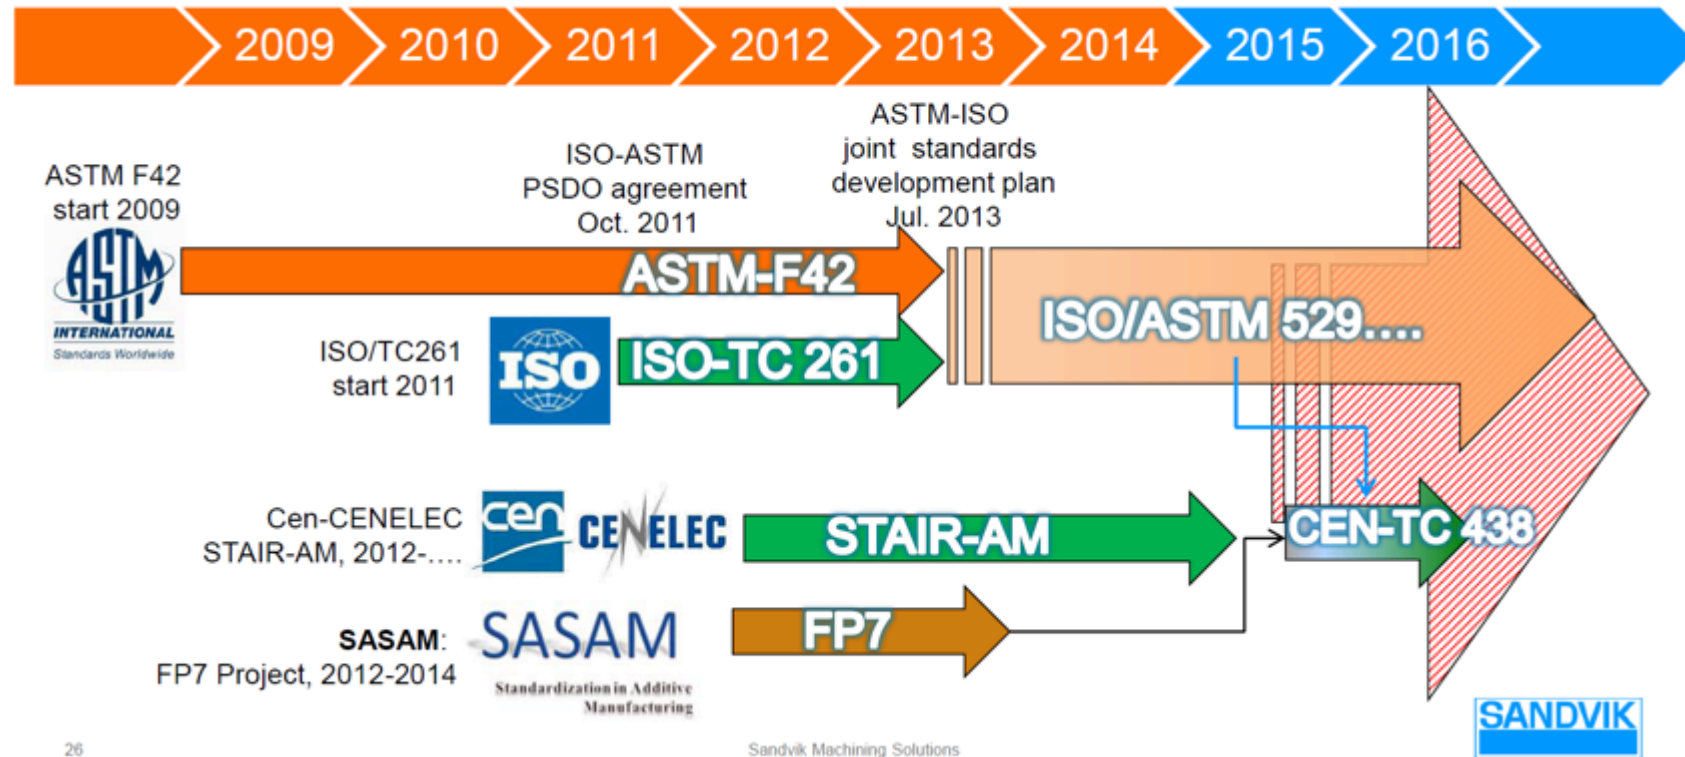 2009 2010 2011 2012 2013 2014 2015 2016
ASTM F42
start 2009
ASTM
INTERNATIONAL
Standards Worldwide
ISO-ASTM
PSDO agreement
Oct. 2011
ASTM-ISO
joint standards
development plan
Jul. 2013
ASTM-F42
ISO/TC261
start 2011
ISO
ISO-TC 261
ISO/ASTM 529....
Cen-CENELEC
STAIR-AM, 2012-....
cen
CENELEC
STAIR-AM
CEN-TC 438
SASAM:
FP7 Project, 2012-2014
SASAM
Standardization in Additive
Manufacturing
FP7
SANDVIK
26
Sandvik Machining Solutions